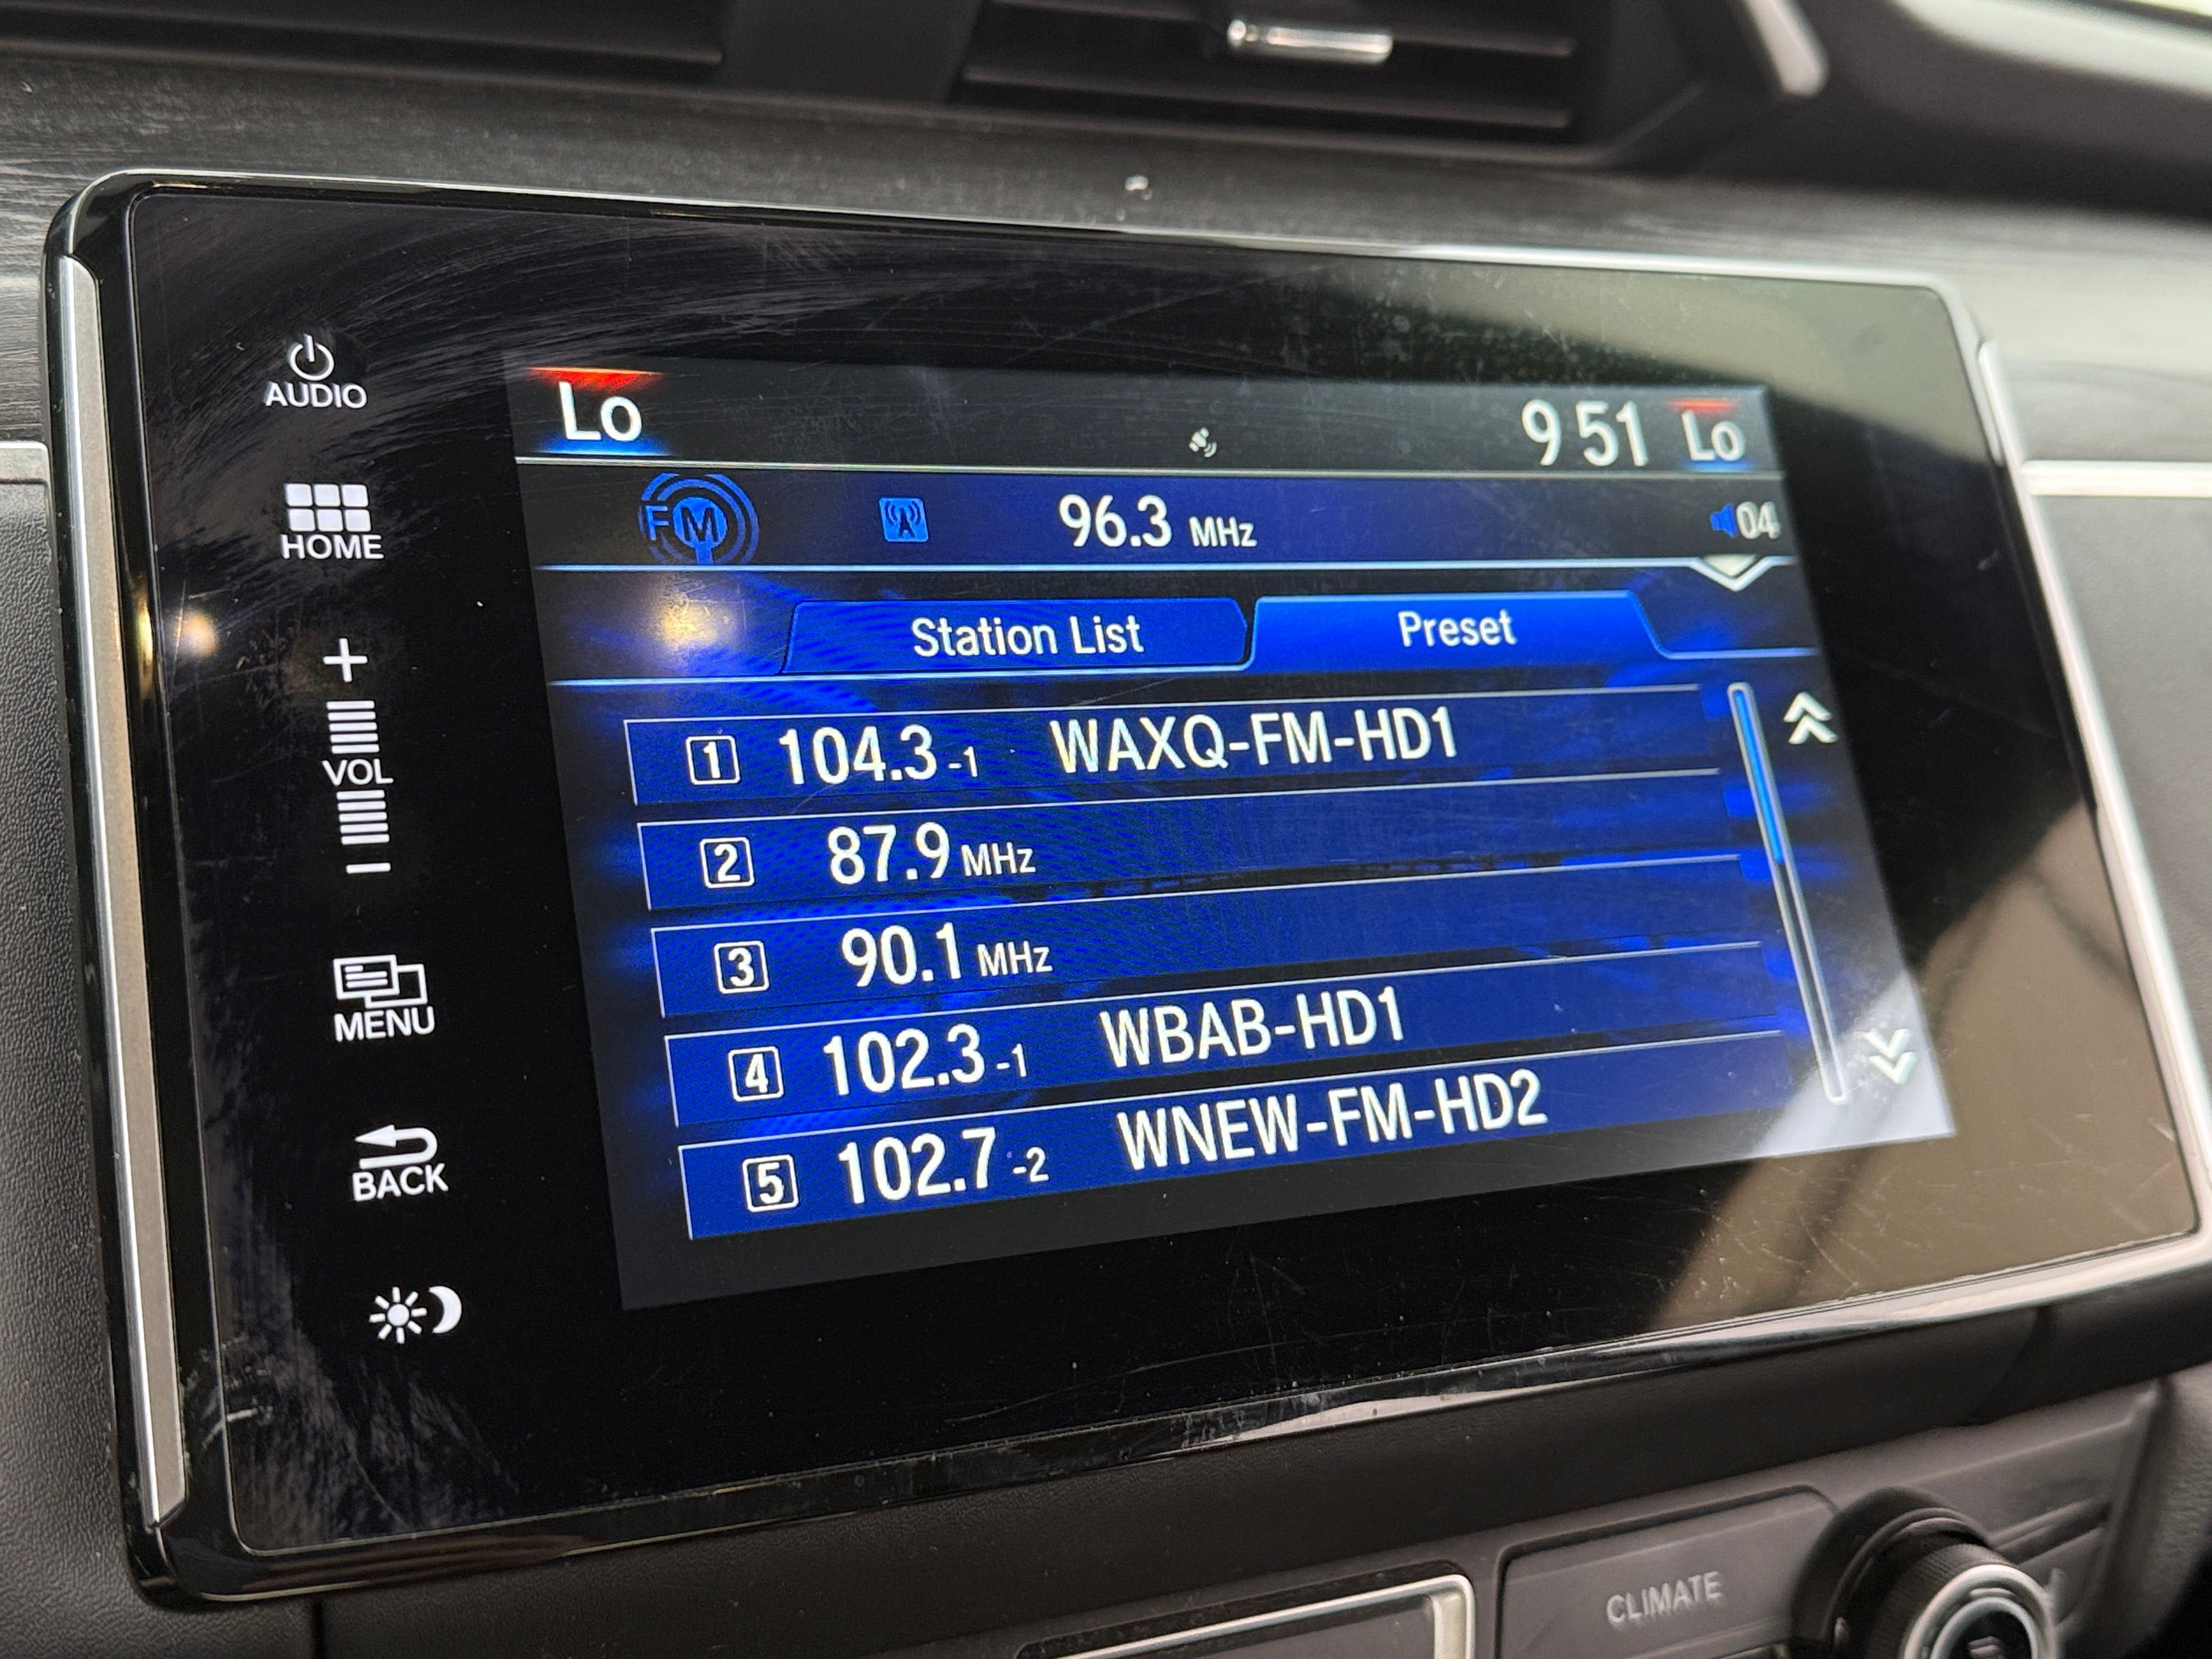 AUDIO
HOME
+
VOL
−
MENU
BACK
Lo
9 51 Lo
FM
96.3 MHz
04
Station List
Preset
1 104.3 -1 WAXQ-FM-HD1
2 87.9 MHz
3 90.1 MHz
4 102.3 -1 WBAB-HD1
5 102.7 -2 WNEW-FM-HD2
CLIMATE